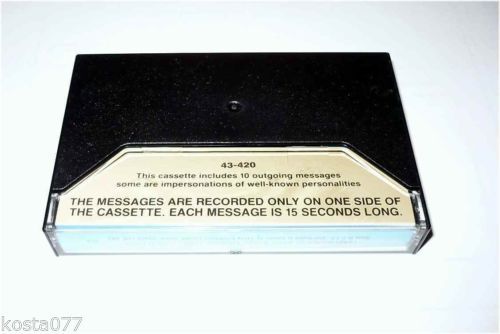 43-420
This cassette includes 10 outgoing messages
some are impersonations of well-known personalities
THE MESSAGES ARE RECORDED ONLY ON ONE SIDE OF
THE CASSETTE. EACH MESSAGE IS 15 SECONDS LONG.
kosta077